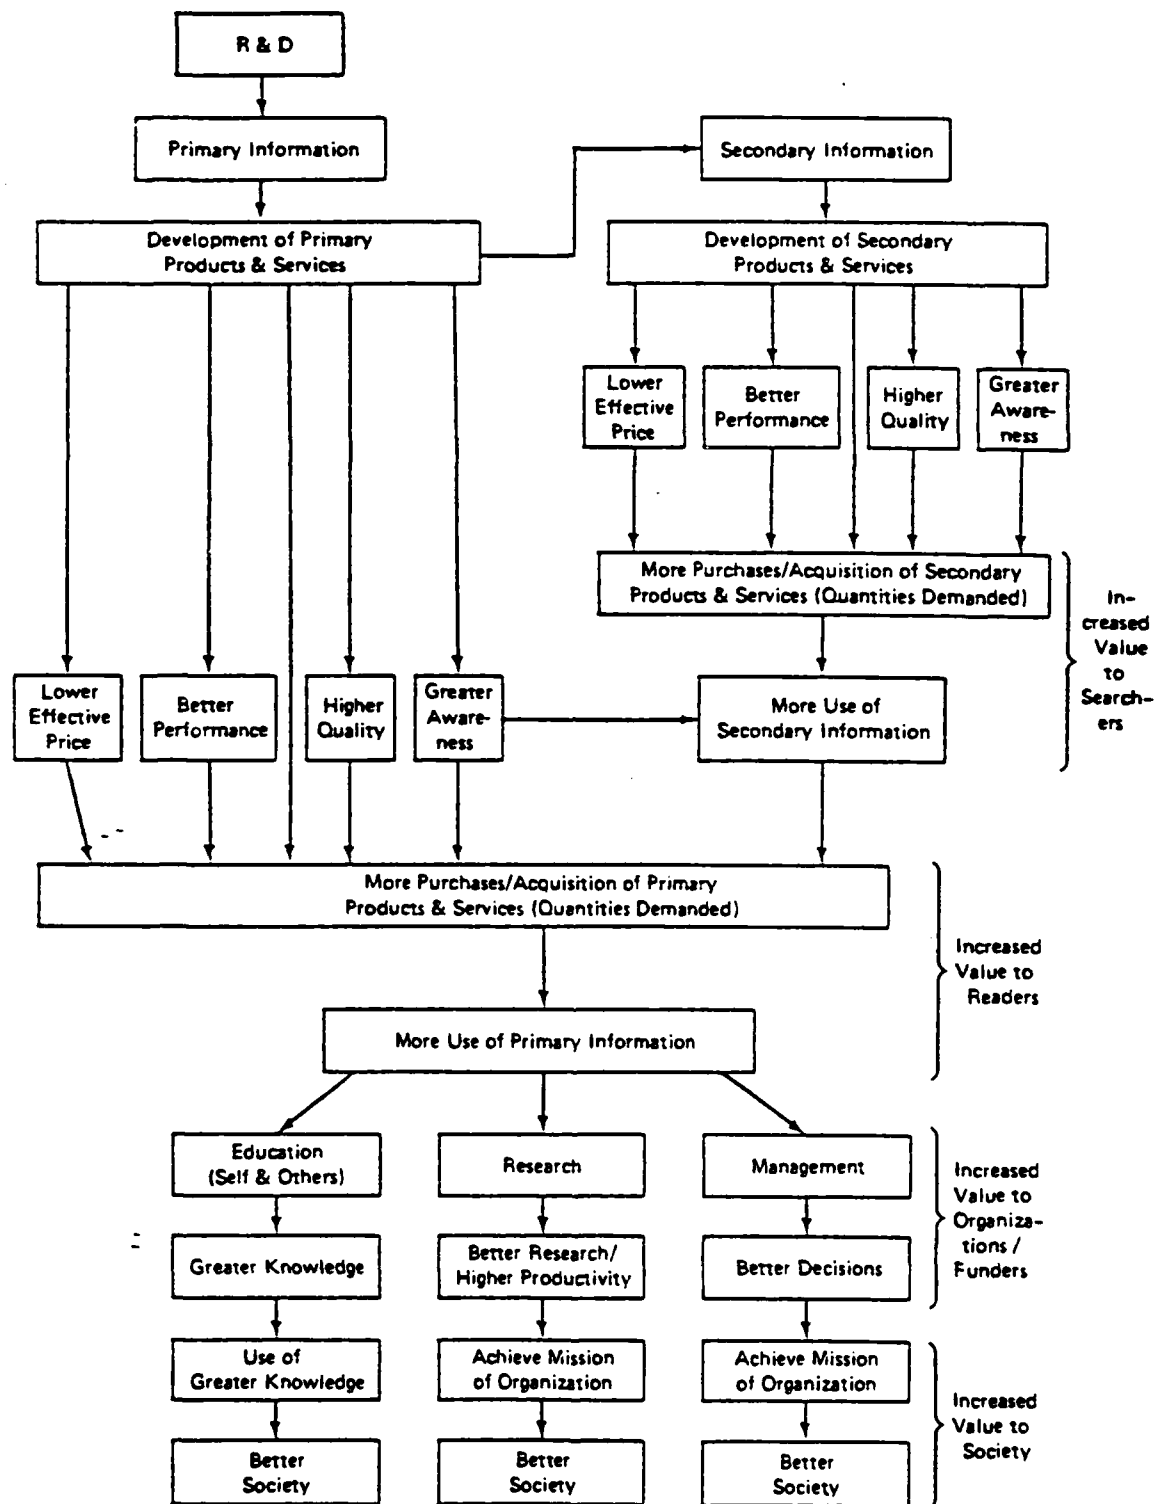 R & D
Primary Information
Secondary Information
Development of Primary
Products & Services
Development of Secondary
Products & Services
Lower
Effective
Price
Better
Performance
Higher
Quality
Greater
Aware-
ness
More Purchases/Acquisition of Secondary
Products & Services (Quantities Demanded)
In-
creased
Value
to
Search-
ers
Lower
Effective
Price
Better
Performance
Higher
Quality
Greater
Aware-
ness
More Use of
Secondary Information
More Purchases/Acquisition of Primary
Products & Services (Quantities Demanded)
Increased
Value to
Readers
More Use of Primary Information
Education
(Self & Others)
Research
Management
Increased
Value to
Organiza-
tions /
Funders
Greater Knowledge
Better Research/
Higher Productivity
Better Decisions
Use of
Greater Knowledge
Achieve Mission
of Organization
Achieve Mission
of Organization
Increased
Value to
Society
Better
Society
Better
Society
Better
Society